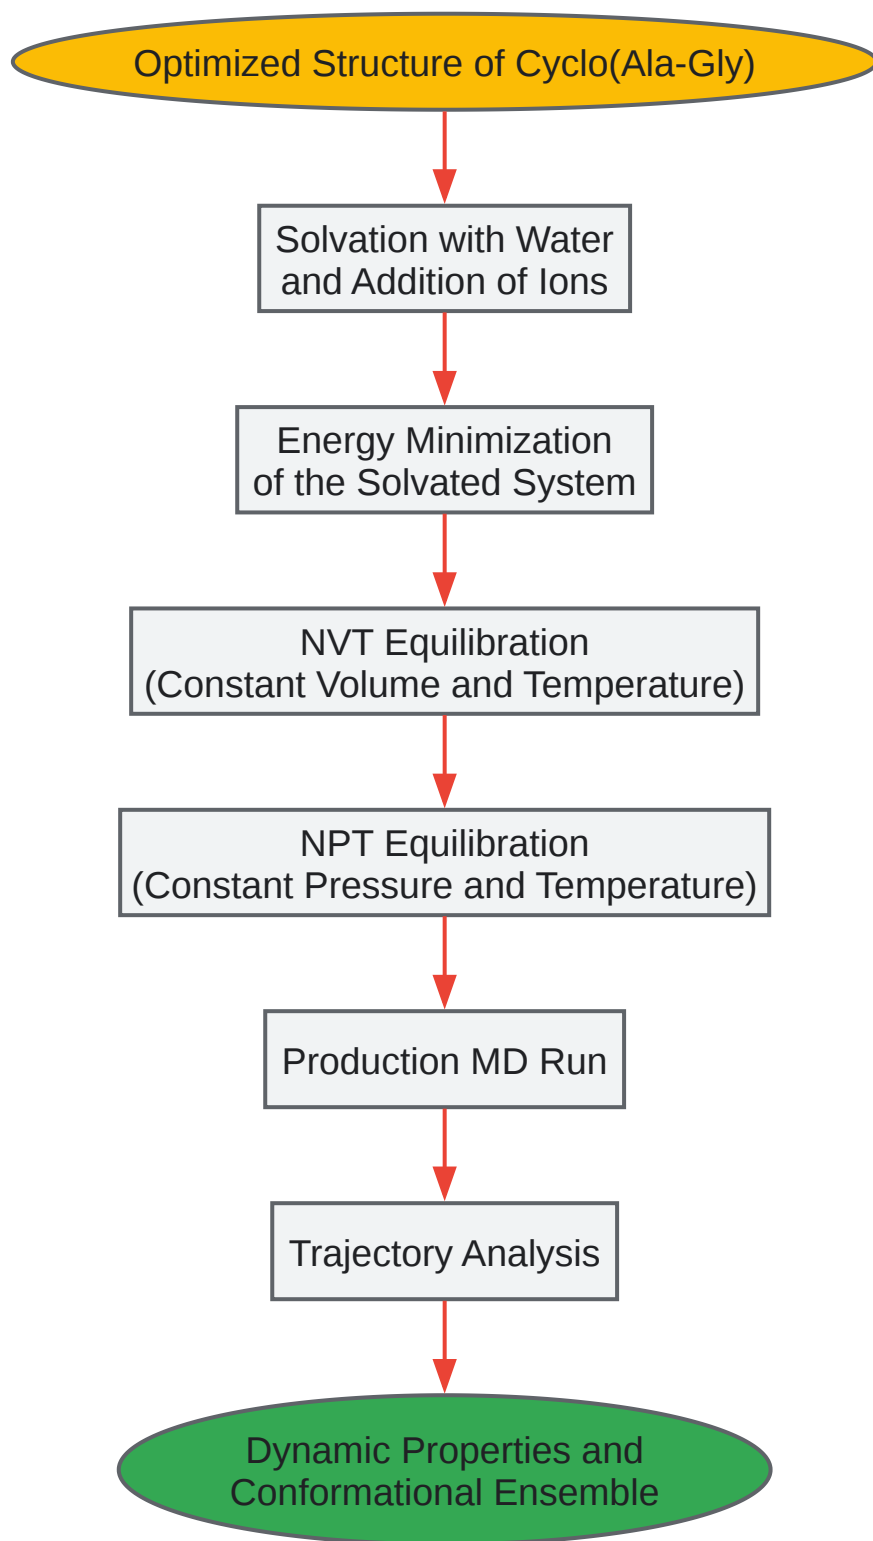 Optimized Structure of Cyclo(Ala-Gly)
Solvation with Water
and Addition of Ions
Energy Minimization
of the Solvated System
NVT Equilibration
(Constant Volume and Temperature)
NPT Equilibration
(Constant Pressure and Temperature)
Production MD Run
Trajectory Analysis
Dynamic Properties and
Conformational Ensemble